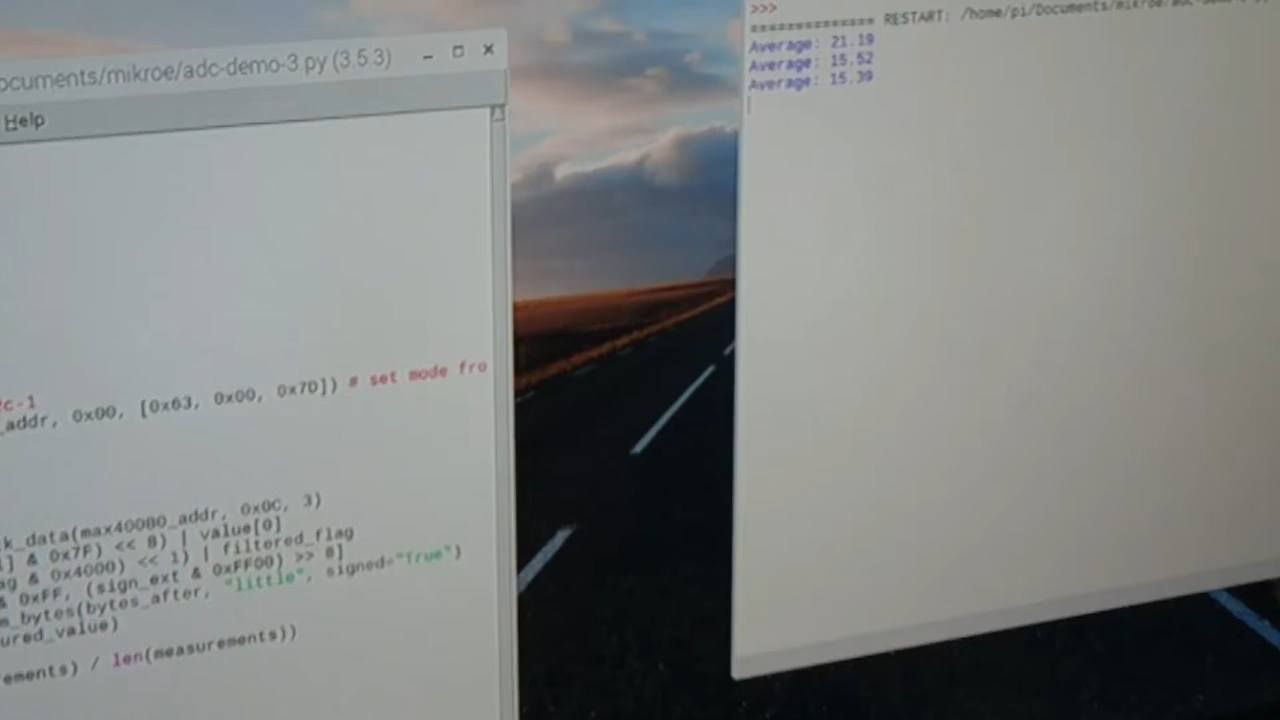 ocuments/mikroe/adc-demo-3.py (3.5.3)
Help
c-1
_addr, 0x00, [0x63, 0x00, 0x7D]) # set mode fro
k_data(max40080_addr, 0x0C, 3)
] & 0x7F) << 8) | value[0]
ag & 0x4000) << 1) | filtered_flag
& 0xFF, (sign_ext & 0xFF00) >> 8]
m_bytes(bytes_after, "little", signed="True")
ured_value)
ements) / len(measurements))
>>>
============== RESTART: /home/pi/Documents/mikroe/adc-demo-3.py
Average: 21.19
Average: 15.52
Average: 15.39